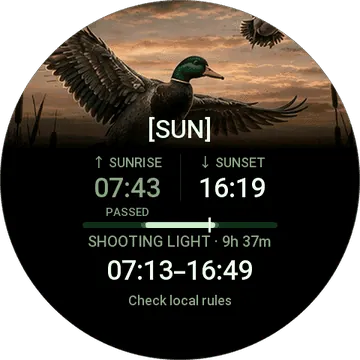 [SUN]
↑ SUNRISE ↓ SUNSET
07:43 16:19
PASSED
SHOOTING LIGHT · 9h 37m
07:13–16:49
Check local rules